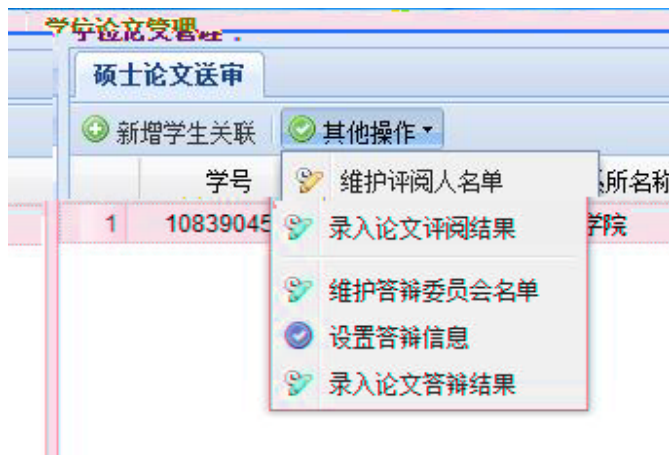 学位论文管理
硕士论文送审
新增学生关联 其他操作
学号 维护评阅人名单 所名称
1 10839045 录入论文评阅结果 学院
维护答辩委员会名单
设置答辩信息
录入论文答辩结果